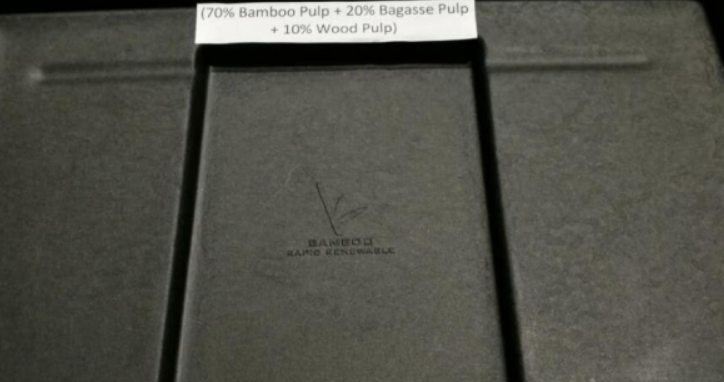 (70% Bamboo Pulp + 20% Bagasse Pulp
+ 10% Wood Pulp)
BAMBOO
RAPID RENEWABLE